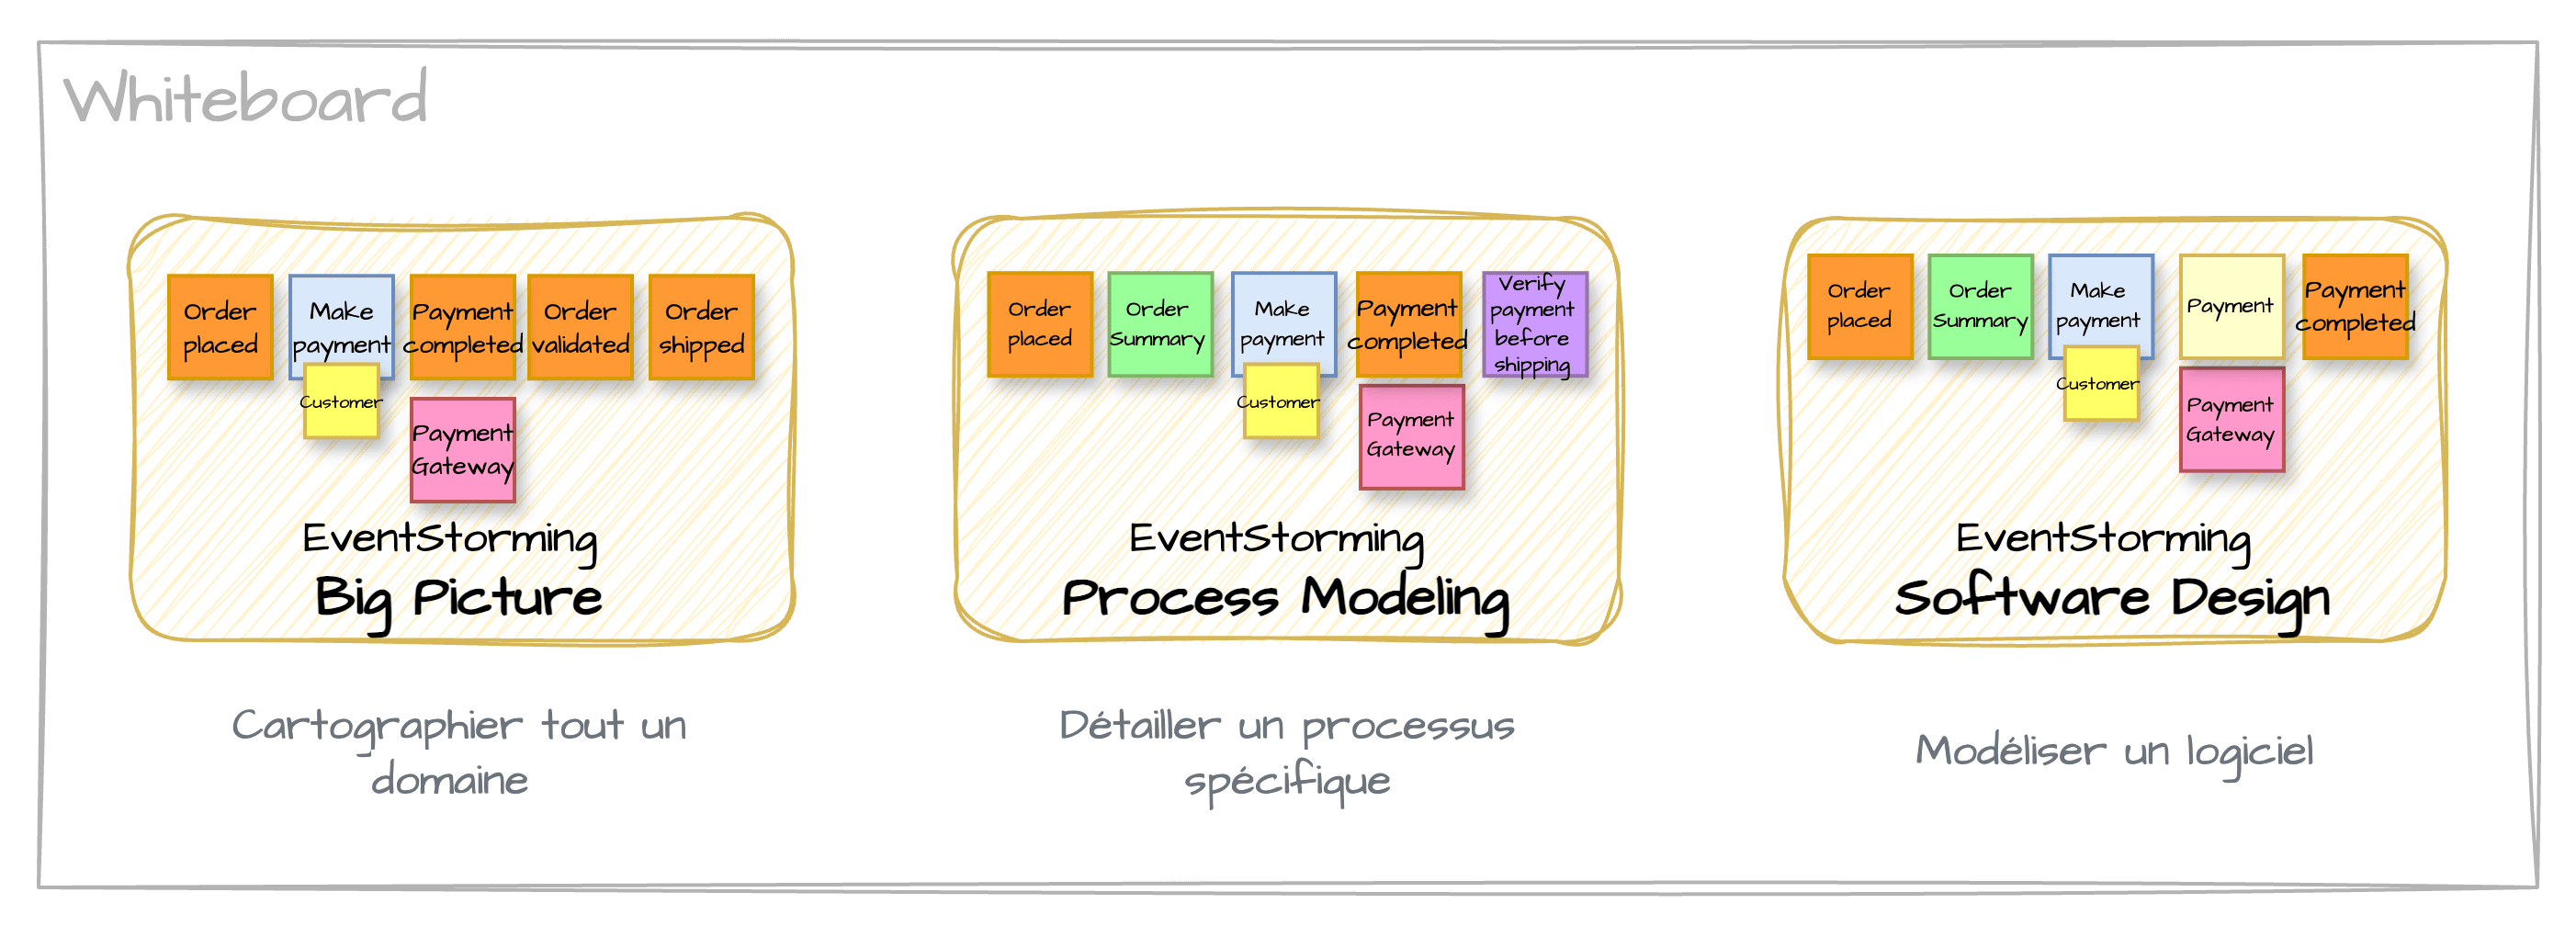 Whiteboard
Order
placed
Make
payment
Customer
Payment
completed
Order
validated
Order
shipped
Payment
Gateway
EventStorming
Big Picture
Cartographier tout un
domaine
Order
placed
Order
Summary
Make
payment
Customer
Payment
completed
Verify
payment
before
shipping
Payment
Gateway
EventStorming
Process Modeling
Détailler un processus
spécifique
Order
placed
Order
Summary
Make
payment
Customer
Payment
Payment
completed
Payment
Gateway
EventStorming
Software Design
Modéliser un logiciel